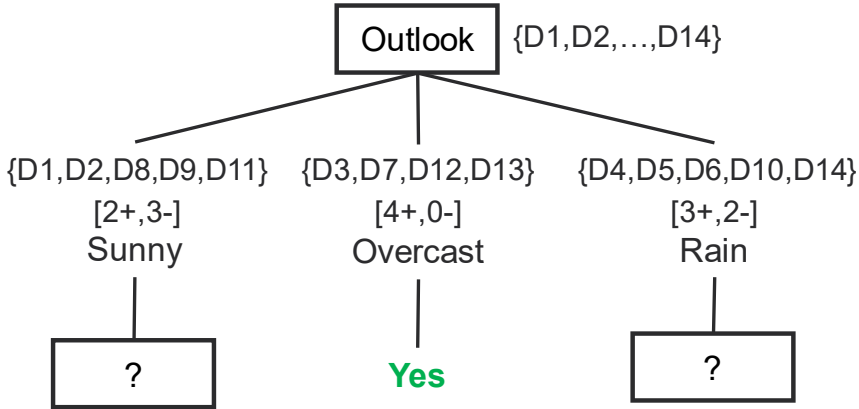 Outlook {D1,D2,…,D14}
{D1,D2,D8,D9,D11} {D3,D7,D12,D13} {D4,D5,D6,D10,D14}
[2+,3-] [4+,0-] [3+,2-]
Sunny Overcast Rain
? Yes ?